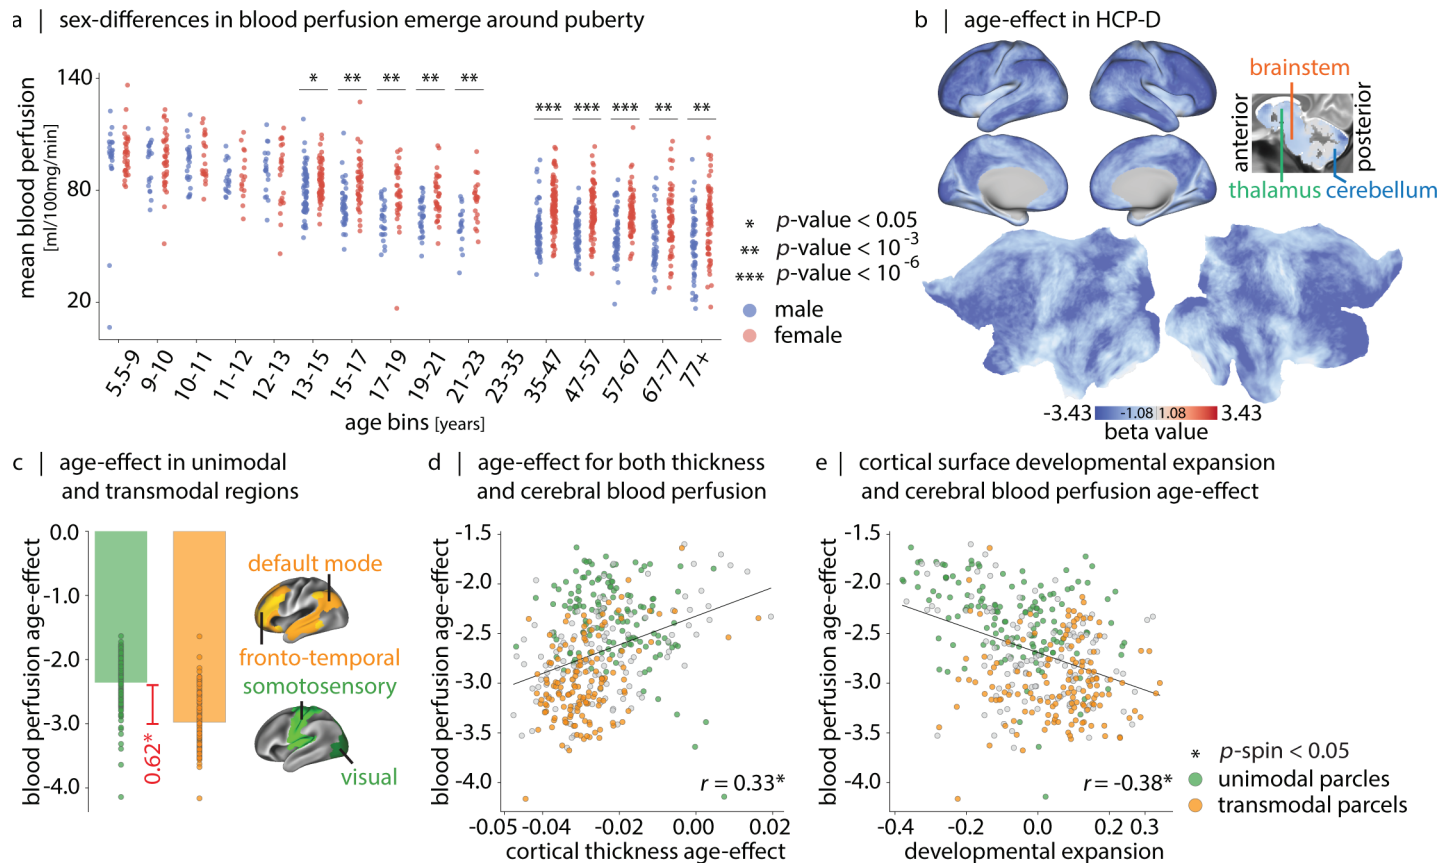 a | sex-differences in blood perfusion emerge around puberty
mean blood perfusion
[ml/100mg/min]
140
80
20
* ** ** ** ** *** *** *** ** **
* p-value < 0.05
** p-value < 10^-3
*** p-value < 10^-6
male
female
5.5-9 9-10 10-11 11-12 12-13 13-15 15-17 17-19 19-21 21-23 23-35 35-47 47-57 57-67 67-77 77+
age bins [years]
b | age-effect in HCP-D
brainstem
anterior
posterior
thalamus cerebellum
-3.43 -1.08 1.08 3.43
beta value
c | age-effect in unimodal
and transmodal regions
blood perfusion age-effect
0.0
-1.0
-2.0
-3.0
-4.0
0.62*
default mode
fronto-temporal
somotosensory
visual
d | age-effect for both thickness
and cerebral blood perfusion
blood perfusion age-effect
-1.5
-2.0
-2.5
-3.0
-3.5
-4.0
r = 0.33*
-0.05 -0.04 -0.02 0.00 0.02
cortical thickness age-effect
e | cortical surface developmental expansion
and cerebral blood perfusion age-effect
blood perfusion age-effect
-1.5
-2.0
-2.5
-3.0
-3.5
-4.0
r = -0.38*
-0.4 -0.2 0.0 0.2 0.3
developmental expansion
* p-spin < 0.05
unimodal parcles
transmodal parcels